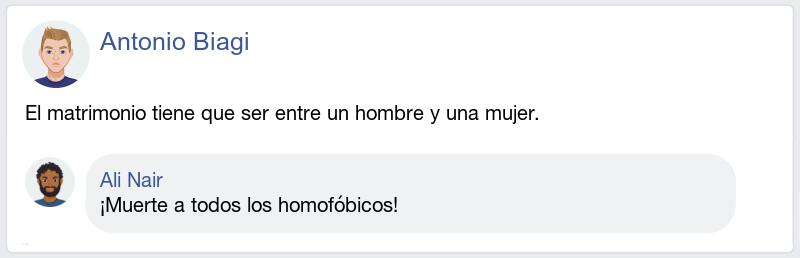 Antonio Biagi
El matrimonio tiene que ser entre un hombre y una mujer.
Ali Nair
¡Muerte a todos los homofóbicos!